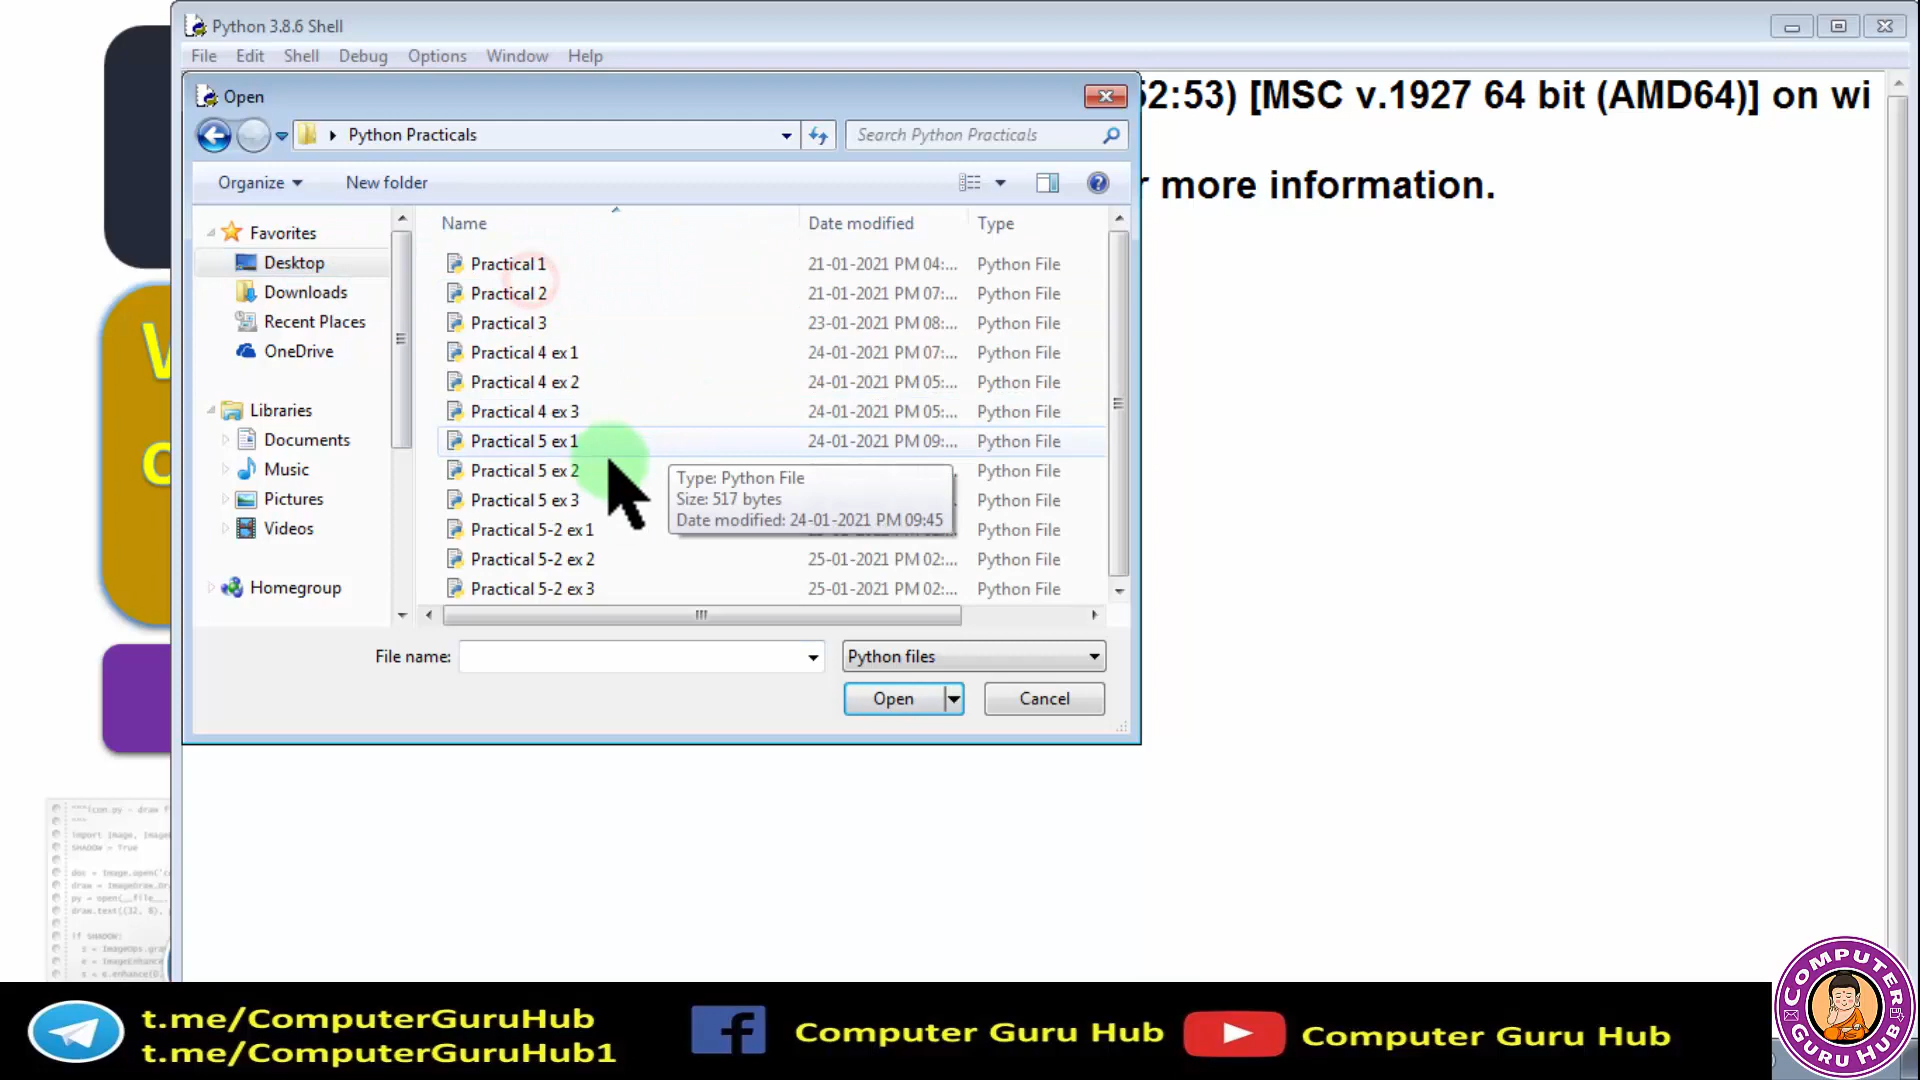 Python 3.8.6 Shell
File Edit Shell Debug Options Window Help
Open
52:53) [MSC v.1927 64 bit (AMD64)] on wi
Python Practicals
Search Python Practicals
r more information.
Organize
New folder
Name Date modified Type
Favorites
Desktop
Downloads
Recent Places
OneDrive
Libraries
Documents
Music
Pictures
Videos
Homegroup
Practical 1 21-01-2021 PM 04:... Python File
Practical 2 21-01-2021 PM 07:... Python File
Practical 3 23-01-2021 PM 08:... Python File
Practical 4 ex 1 24-01-2021 PM 07:... Python File
Practical 4 ex 2 24-01-2021 PM 05:... Python File
Practical 4 ex 3 24-01-2021 PM 05:... Python File
Practical 5 ex 1 24-01-2021 PM 09:... Python File
Practical 5 ex 2 Python File
Practical 5 ex 3 Python File
Practical 5-2 ex 1 Python File
Practical 5-2 ex 2 25-01-2021 PM 02:... Python File
Practical 5-2 ex 3 25-01-2021 PM 02:... Python File
Type: Python File
Size: 517 bytes
Date modified: 24-01-2021 PM 09:45
File name:
Python files
Open
Cancel
W
o
SHADOW = True
t.me/ComputerGuruHub
t.me/ComputerGuruHub1
Computer Guru Hub
Computer Guru Hub
COMPUTER
GURU HUB